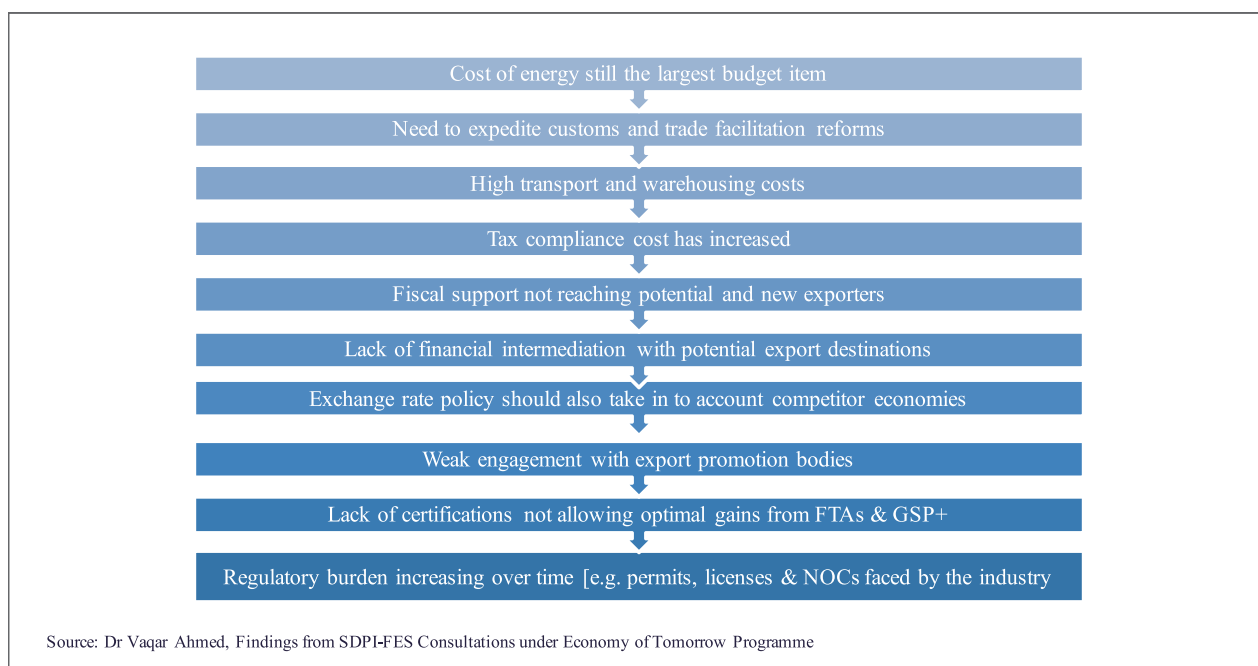 Cost of energy still the largest budget item
Need to expedite customs and trade facilitation reforms
High transport and warehousing costs
Tax compliance cost has increased
Fiscal support not reaching potential and new exporters
Lack of financial intermediation with potential export destinations
Exchange rate policy should also take in to account competitor economies
Weak engagement with export promotion bodies
Lack of certifications not allowing optimal gains from FTAs & GSP+
Regulatory burden increasing over time [e.g. permits, licenses & NOCs faced by the industry
Source: Dr Vaqar Ahmed, Findings from SDPI-FES Consultations under Economy of Tomorrow Programme